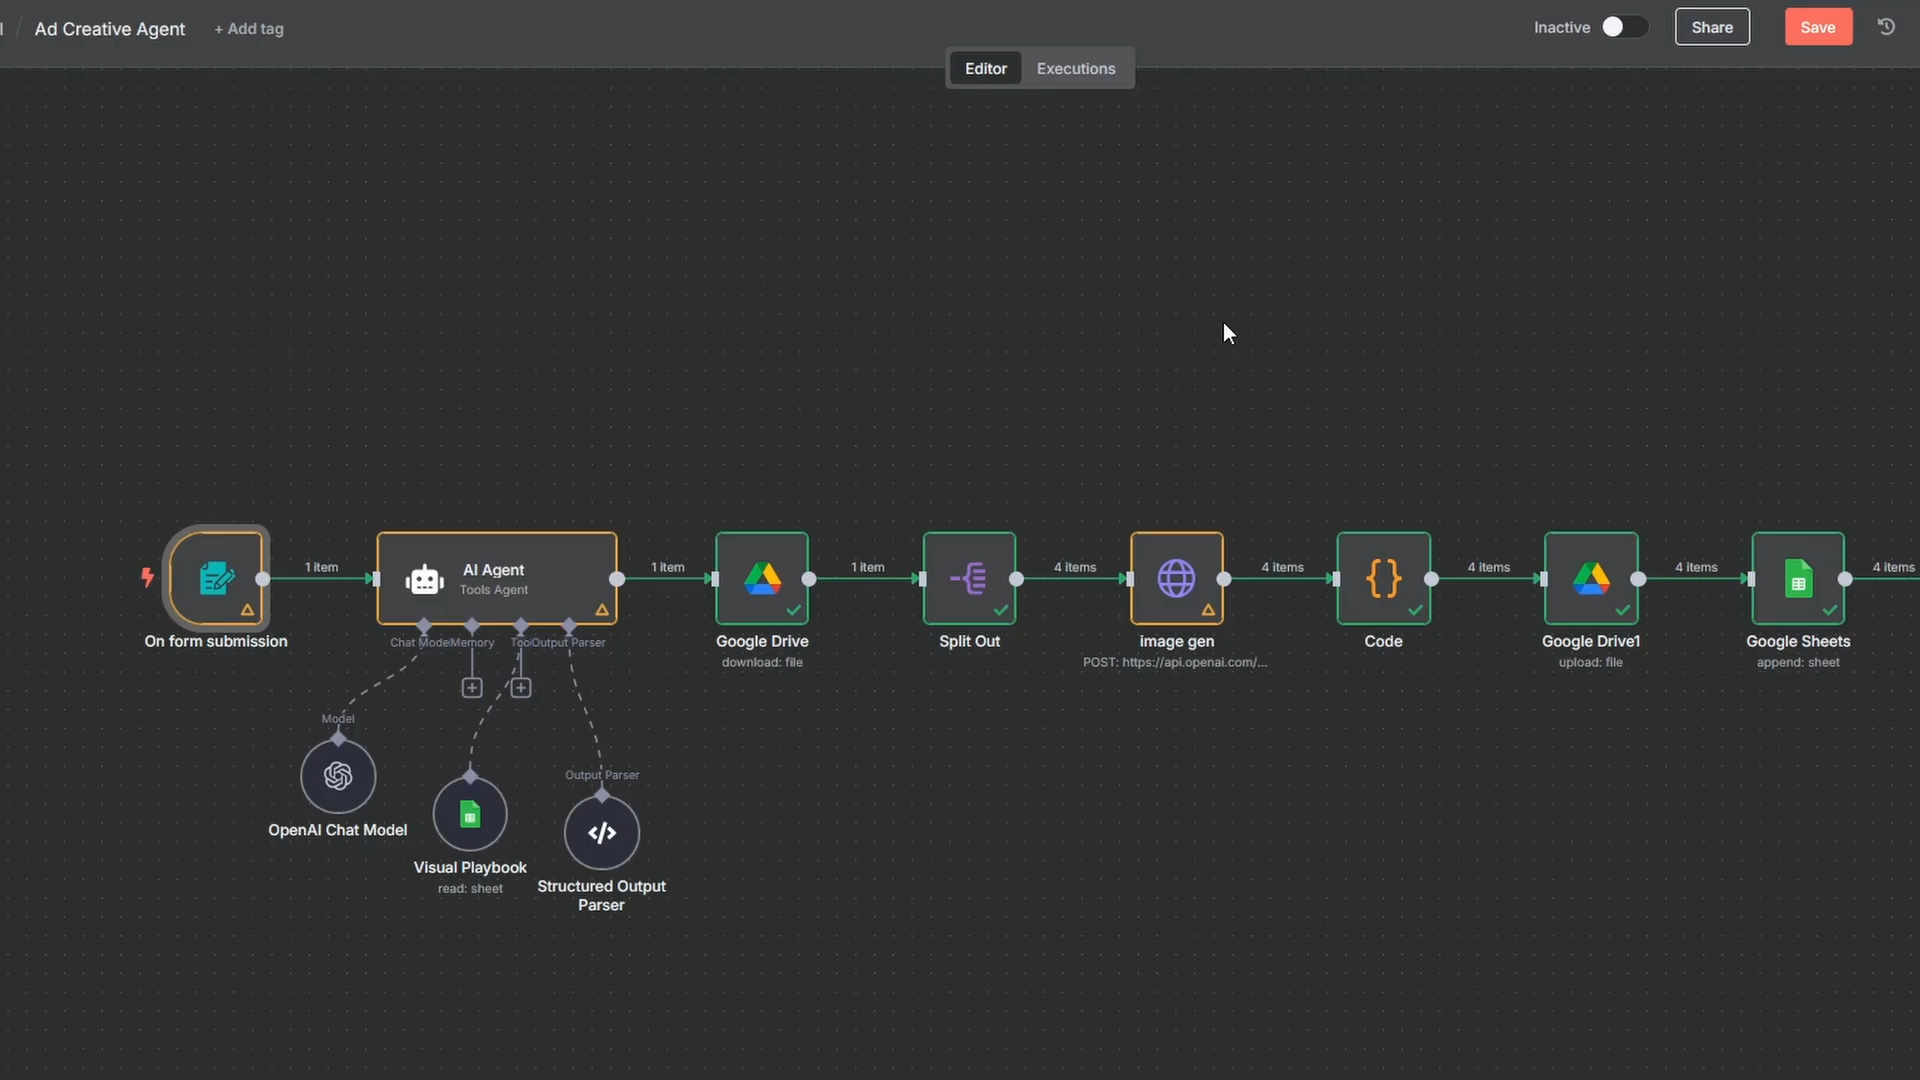 Ad Creative Agent
+ Add tag
Inactive
Share
Save
Editor
Executions
1 item
AI Agent
Tools Agent
1 item
1 item
4 items
4 items
4 items
4 items
4 items
On form submission
Chat Model
Memory
Tool
Output Parser
Google Drive
download: file
Split Out
image gen
POST: https://api.openai.com/...
Code
Google Drive1
upload: file
Google Sheets
append: sheet
Model
OpenAI Chat Model
Visual Playbook
read: sheet
Output Parser
Structured Output
Parser